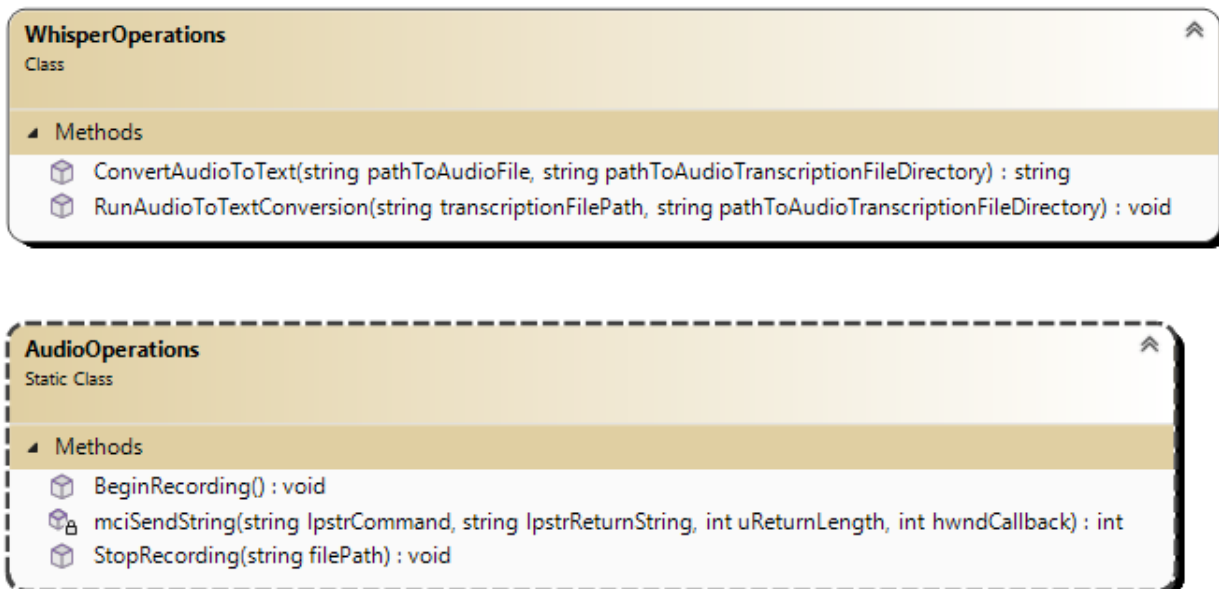 WhisperOperations
Class
Methods
ConvertAudioToText(string pathToAudioFile, string pathToAudioTranscriptionFileDirectory) : string
RunAudioToTextConversion(string transcriptionFilePath, string pathToAudioTranscriptionFileDirectory) : void
AudioOperations
Static Class
Methods
BeginRecording() : void
mciSendString(string lpstrCommand, string lpstrReturnString, int uReturnLength, int hwndCallback) : int
StopRecording(string filePath) : void